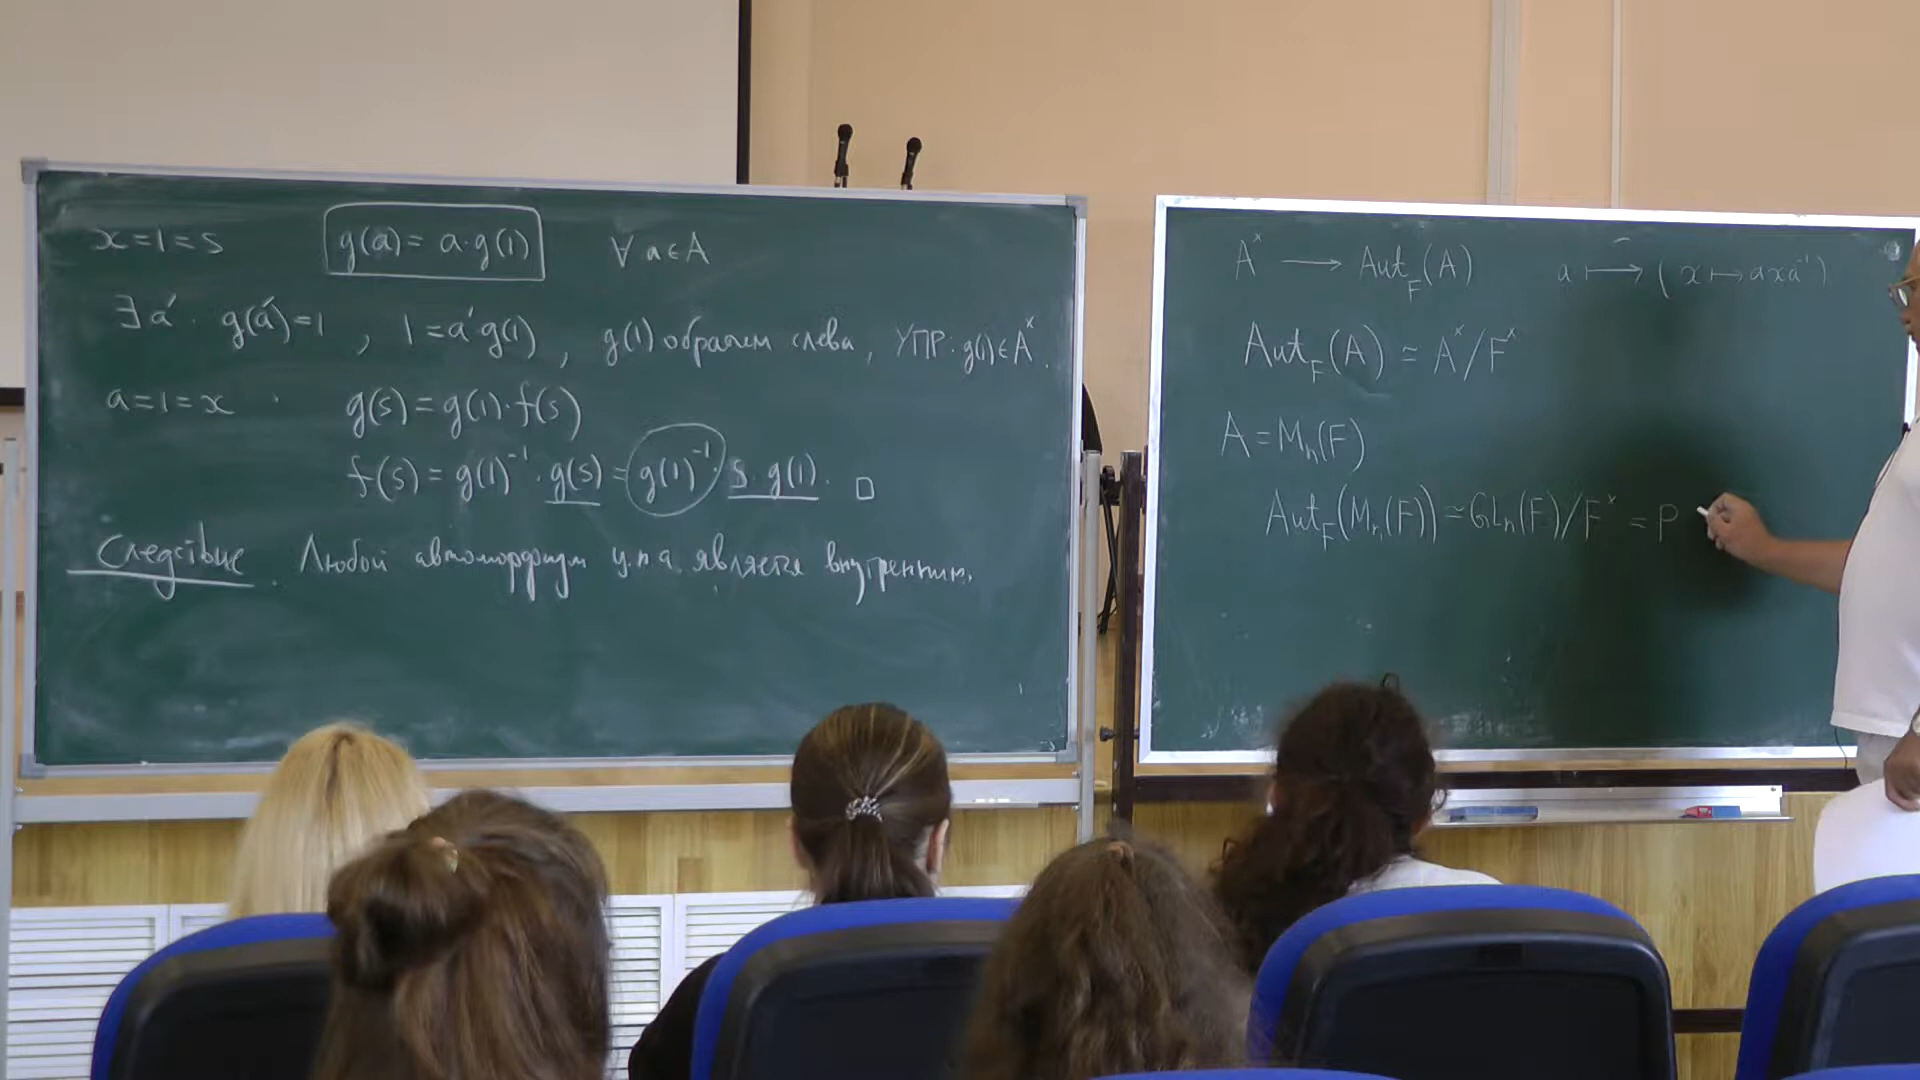 x=1=s g(a)=a·g(1) ∀ a∈A
∃ a′ . g(a′)=1 , 1=a′g(1) , g(1) обратим слева , УПР. g(1)∈A^× .
a=1=x . g(s)=g(1)·f(s)
f(s)=g(1)^{-1}·g(s)=g(1)^{-1}·s·g(1). □
Следствие . Любой автоморфизм ц.п.а. является внутренним.
A^× ⟶ Aut_F(A) a ⟼ ( x ↦ axa^{-1} )
Aut_F(A) ≅ A^×/F^×
A=M_n(F)
Aut_F(M_n(F))≃GL_n(F)/F^× = P